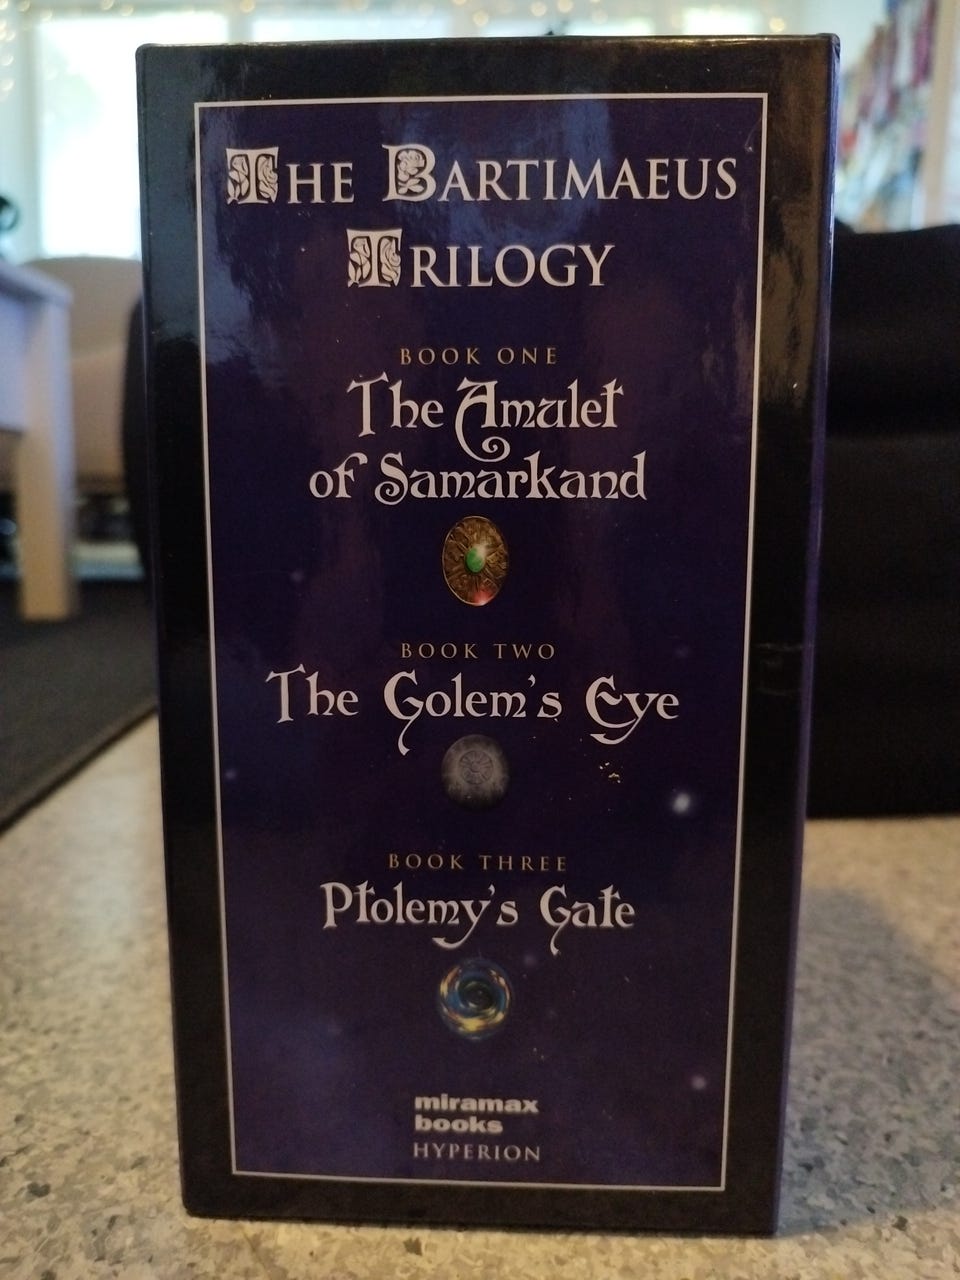 The Bartimaeus
Trilogy
BOOK ONE
The Amulet
of Samarkand
BOOK TWO
The Golem's Eye
BOOK THREE
Ptolemy's Gate
miramax
books
HYPERION